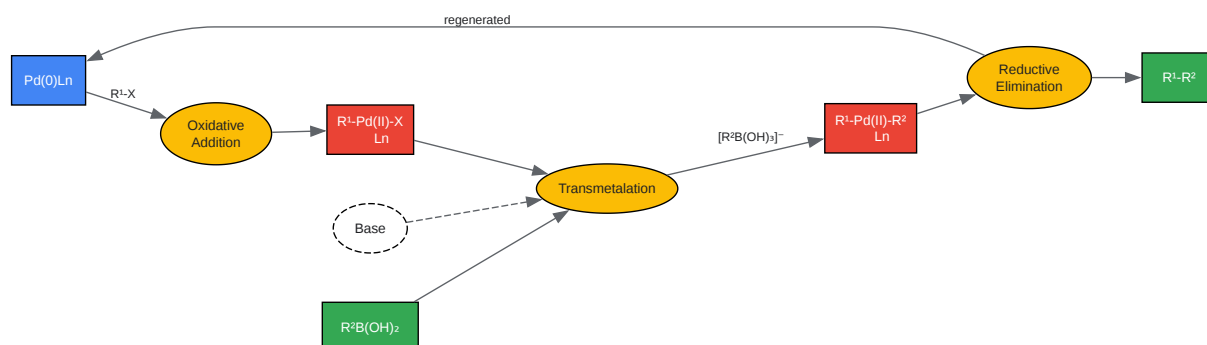 regenerated
Pd(0)Ln
R¹-X
Oxidative
Addition
R¹-Pd(II)-X
Ln
Base
R²B(OH)₂
Transmetalation
[R²B(OH)₃]⁻
R¹-Pd(II)-R²
Ln
Reductive
Elimination
R¹-R²